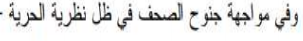 وفي مواجهة جنوح الصحف في ظل نظرية الحرية -